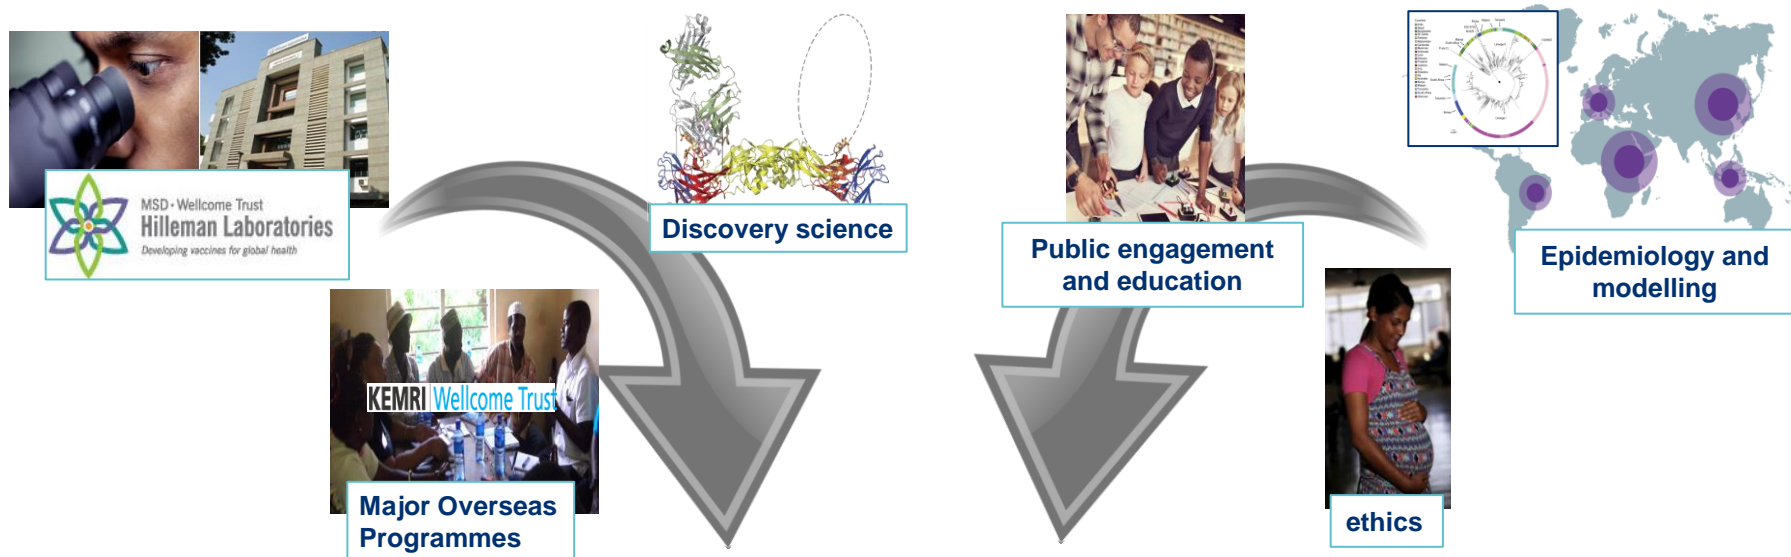 MSD • Wellcome Trust
Hilleman Laboratories
Developing vaccines for global health
Discovery science
Public engagement
and education
Epidemiology and
modelling
KEMRI Wellcome Trust
Major Overseas
Programmes
ethics